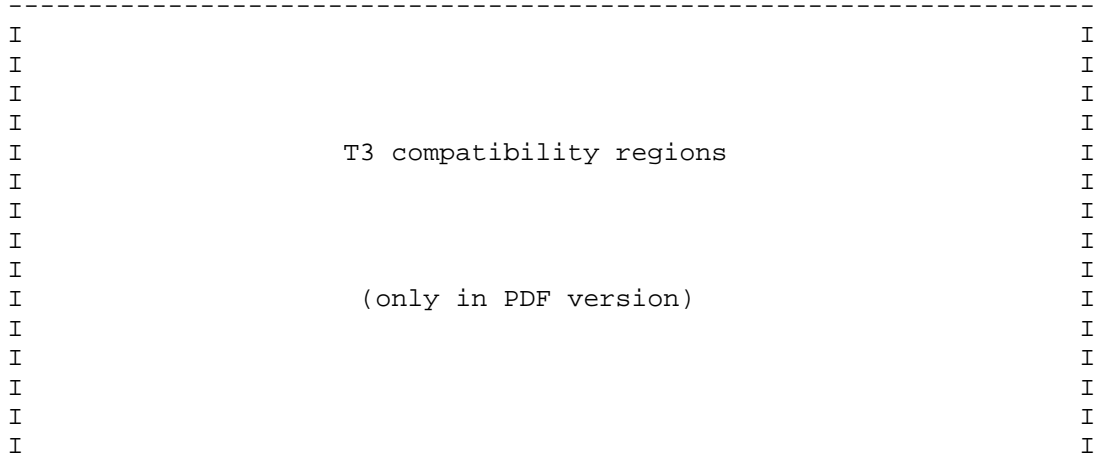 --------------------------------------------------------------------
I                                                                  I
I                                                                  I
I                                                                  I
I                                                                  I
I                    T3 compatibility regions                      I
I                                                                  I
I                                                                  I
I                                                                  I
I                                                                  I
I                     (only in PDF version)                        I
I                                                                  I
I                                                                  I
I                                                                  I
I                                                                  I
I                                                                  I